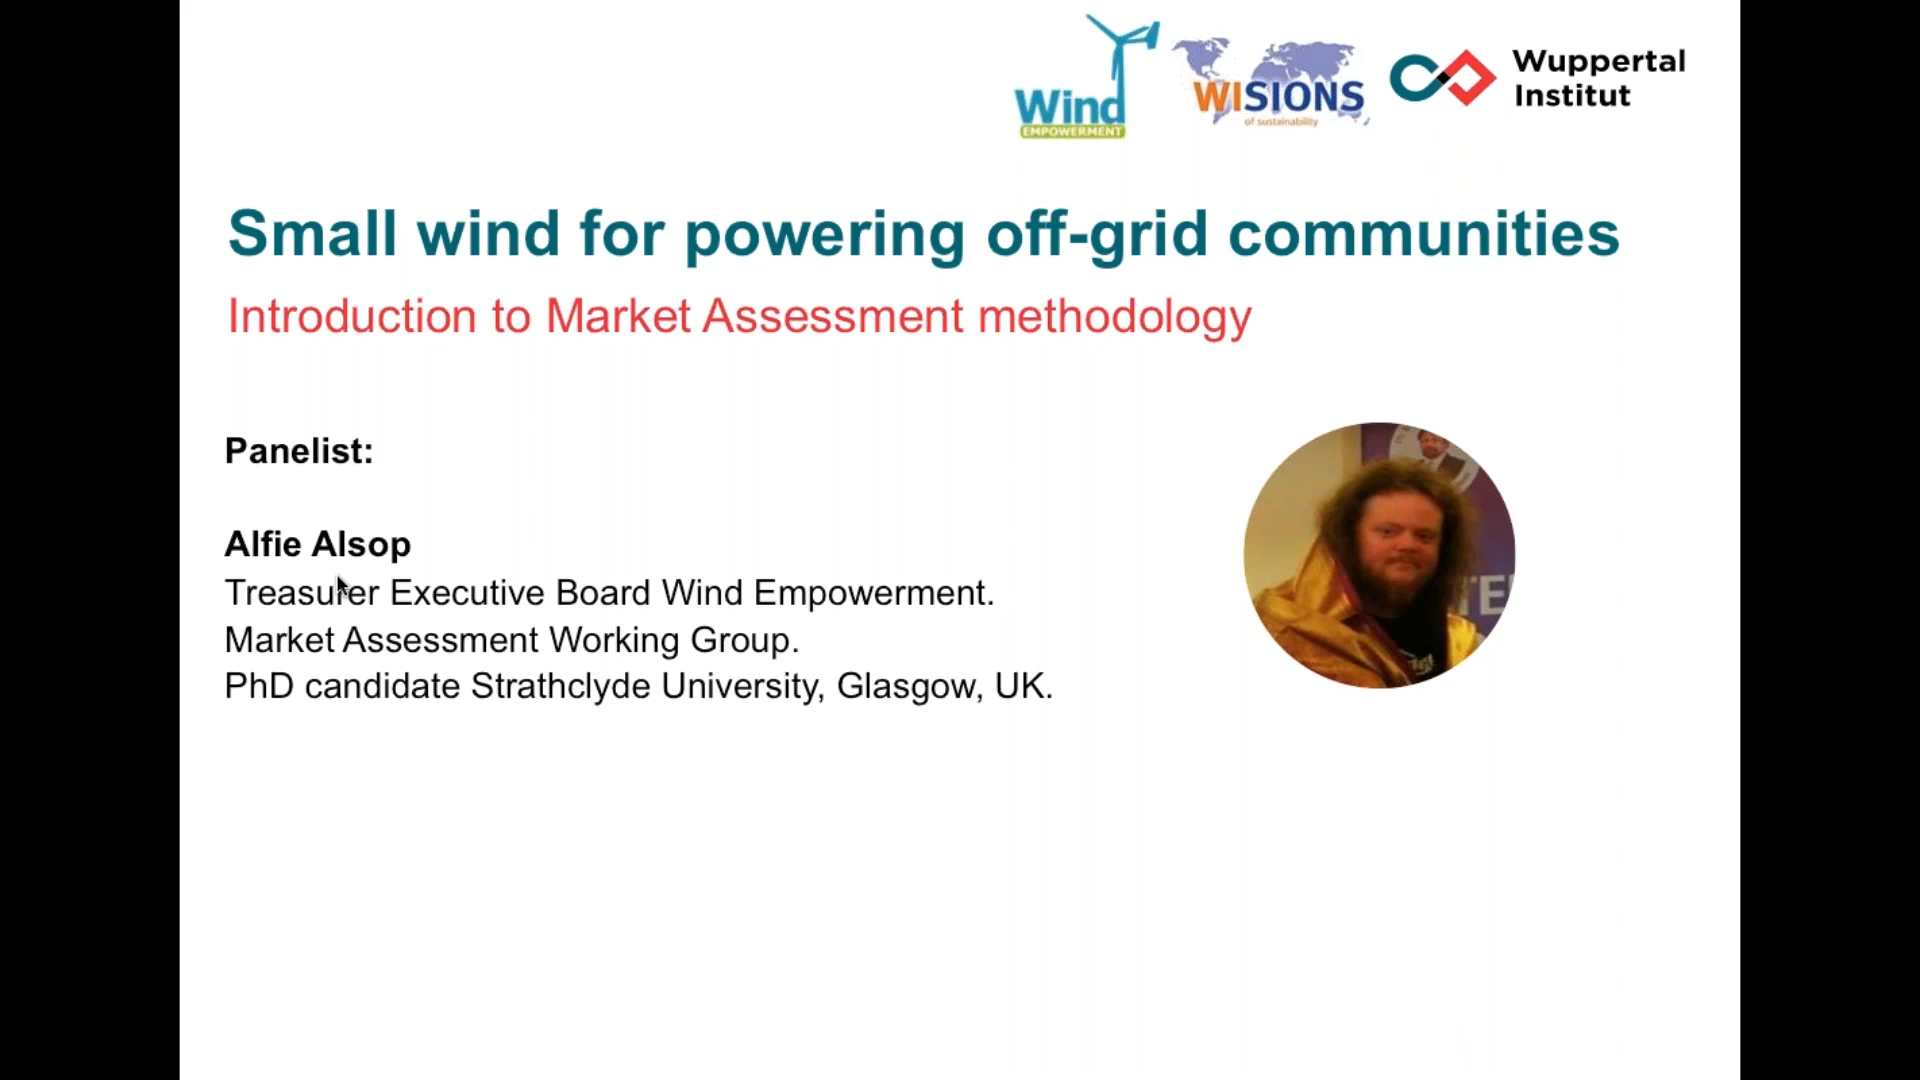 Wind
EMPOWERMENT
WISIONS
of sustainability
Wuppertal
Institut
Small wind for powering off-grid communities
Introduction to Market Assessment methodology
Panelist:
Alfie Alsop
Treasurer Executive Board Wind Empowerment.
Market Assessment Working Group.
PhD candidate Strathclyde University, Glasgow, UK.
TE